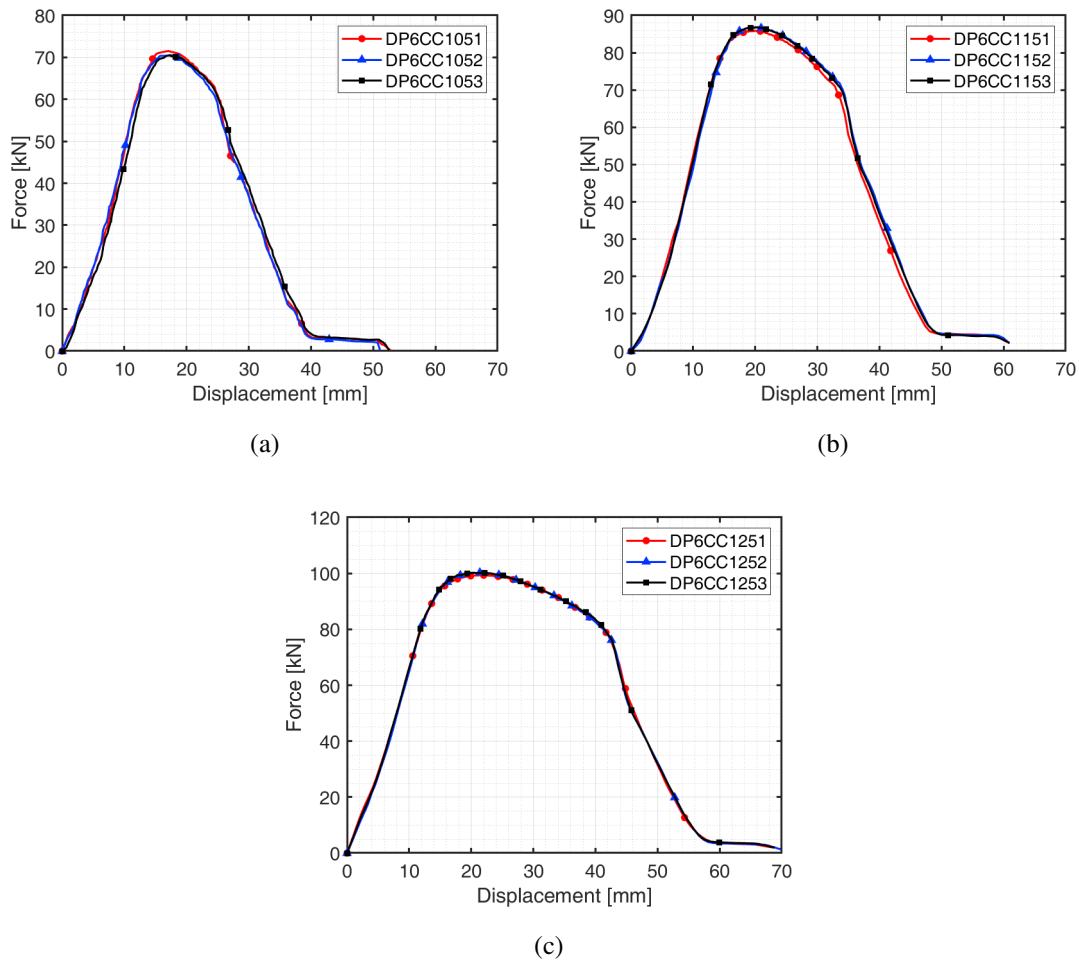 80
70
60
50
40
30
20
10
0
Force [kN]
DP6CC1051
DP6CC1052
DP6CC1053
0 10 20 30 40 50 60 70
Displacement [mm]
(a)
90
80
70
60
50
40
30
20
10
0
Force [kN]
DP6CC1151
DP6CC1152
DP6CC1153
0 10 20 30 40 50 60 70
Displacement [mm]
(b)
120
100
80
60
40
20
0
Force [kN]
DP6CC1251
DP6CC1252
DP6CC1253
0 10 20 30 40 50 60 70
Displacement [mm]
(c)